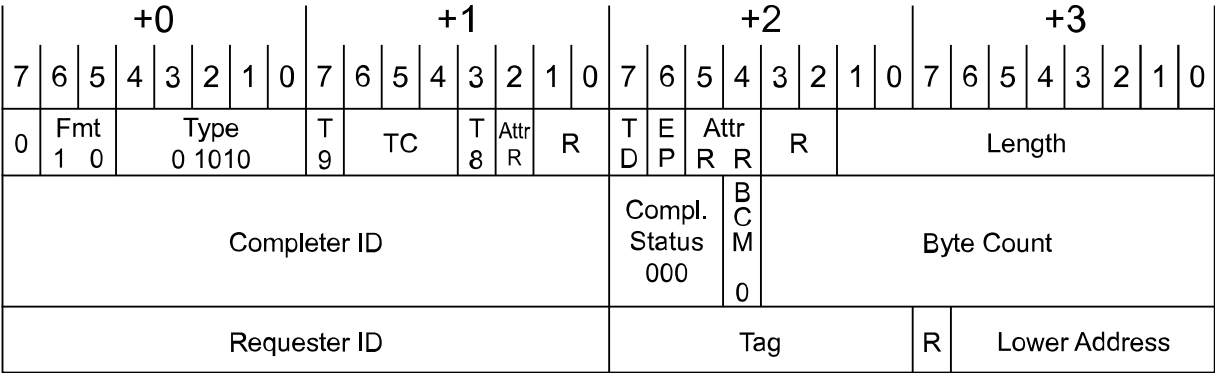 +0 +1 +2 +3
7 6 5 4 3 2 1 0 7 6 5 4 3 2 1 0 7 6 5 4 3 2 1 0 7 6 5 4 3 2 1 0
0 Fmt Type T TC T Attr R T E Attr R Length
1 0 0 1010 9 8 R D P R R
Completer ID Compl. Status 000 BCM 0 Byte Count
Requester ID Tag R Lower Address